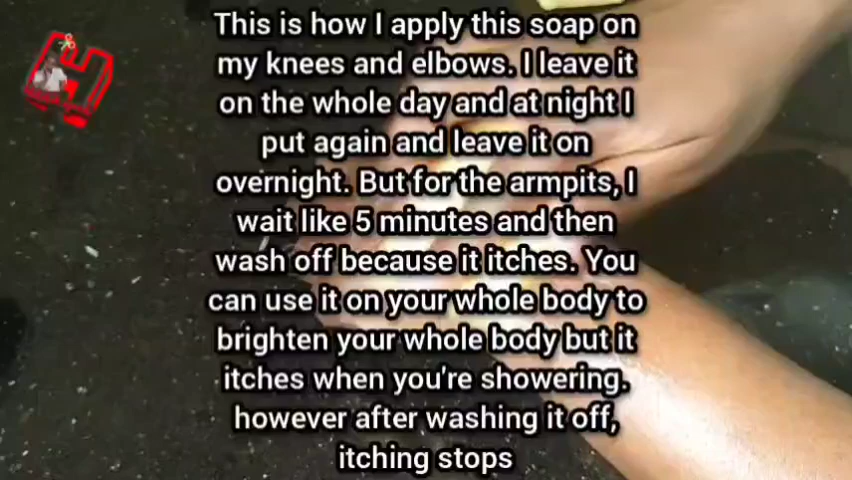 This is how I apply this soap on
my knees and elbows. I leave it
on the whole day and at night I
put again and leave it on
overnight. But for the armpits, I
wait like 5 minutes and then
wash off because it itches. You
can use it on your whole body to
brighten your whole body but it
itches when you're showering.
however after washing it off,
itching stops